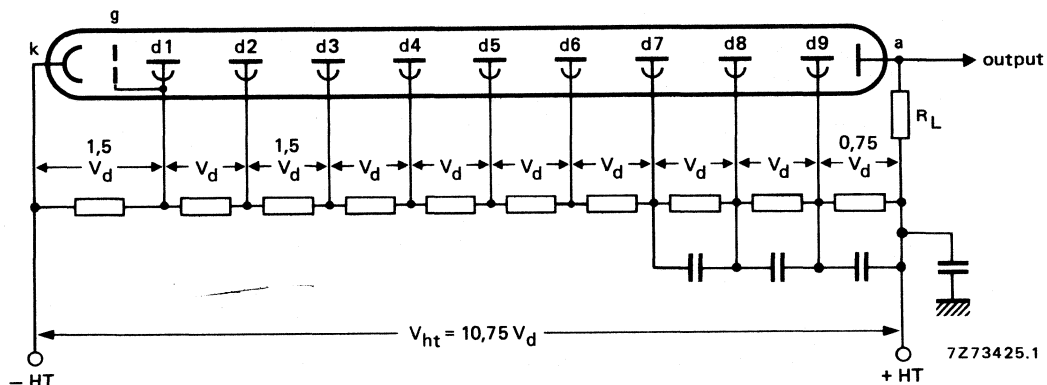 g
k d1 d2 d3 d4 d5 d6 d7 d8 d9 a output
R_L
1,5 1,5 0,75
V_d V_d V_d V_d V_d V_d V_d V_d V_d V_d
V_ht = 10,75 V_d
7Z73425.1
– HT + HT